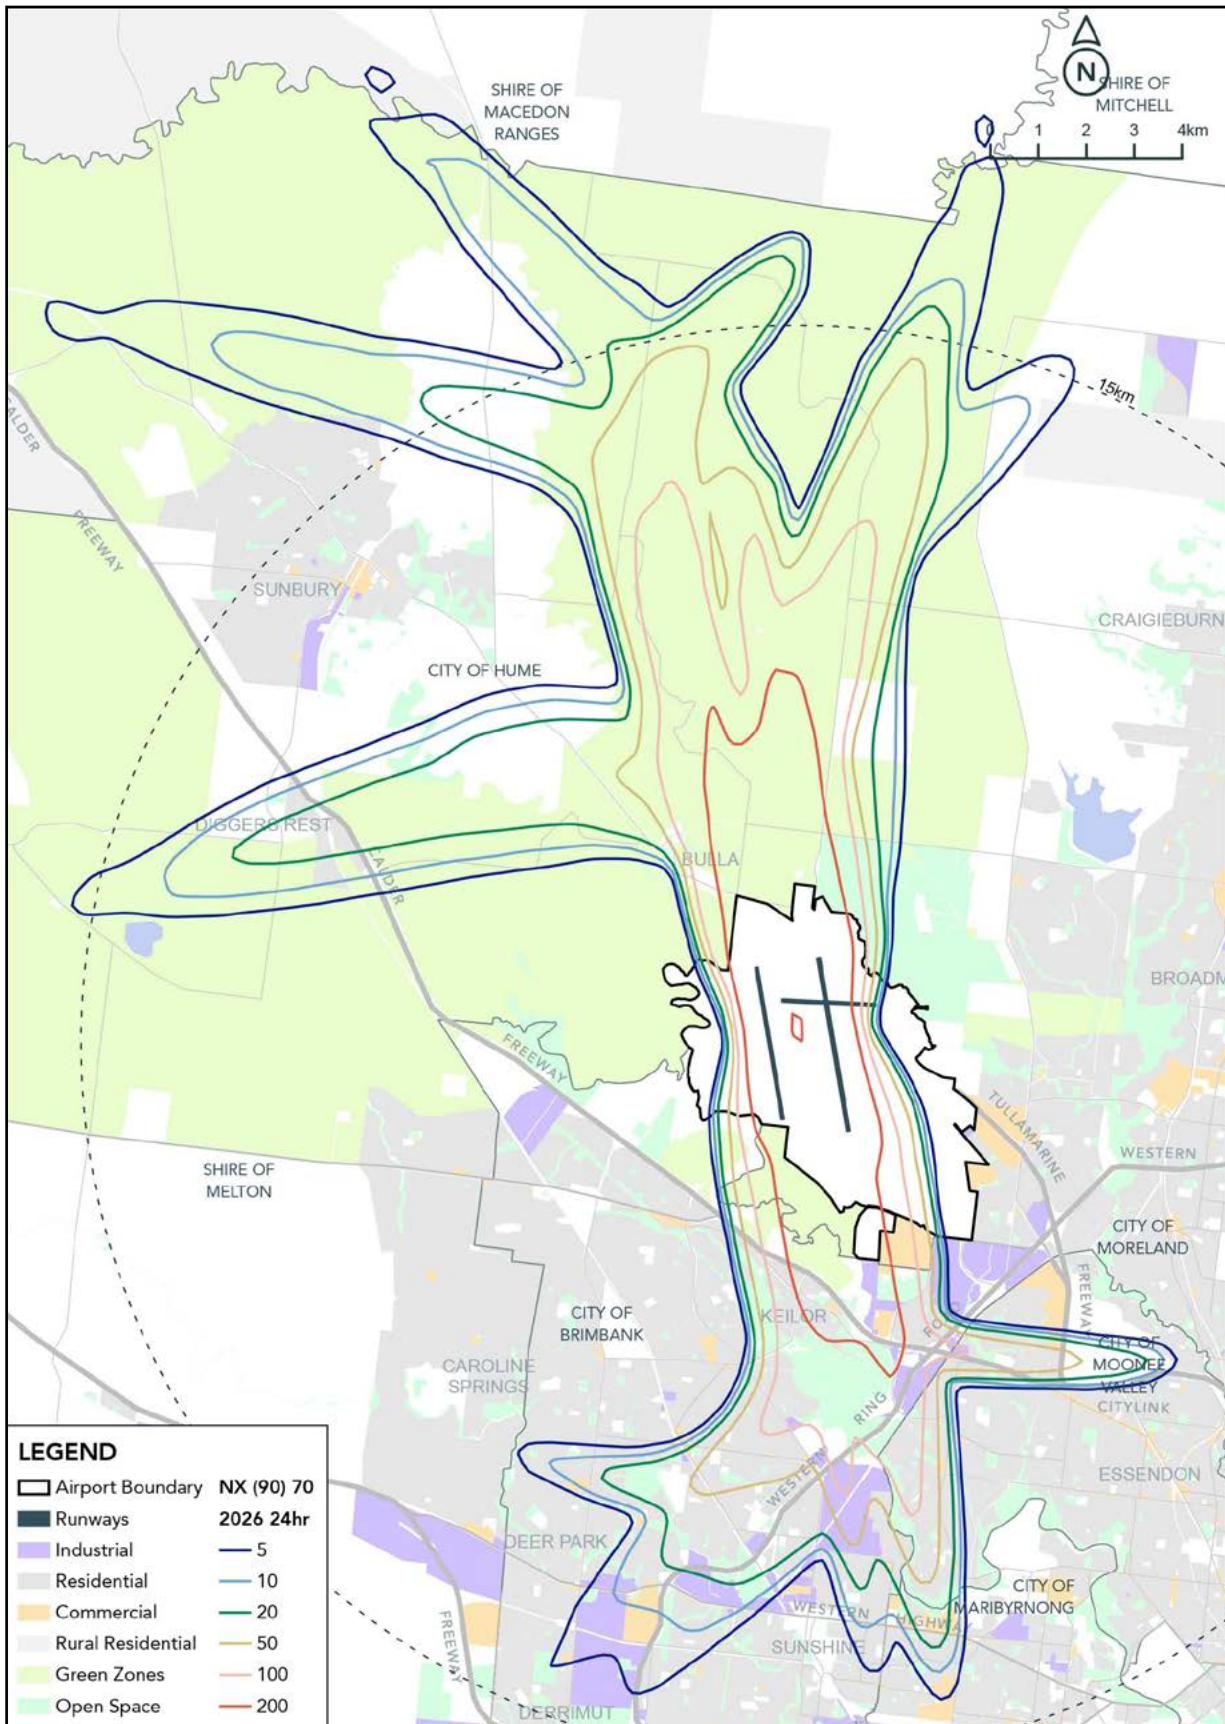 N
SHIRE OF
MACEDON
RANGES
SHIRE OF
MITCHELL
0 1 2 3 4km
15km
CALDER
FREEWAY
SUNBURY
CRAIGIEBURN
CITY OF HUME
DIGGERS REST
CALDER
BULLA
BROADM
FREEWAY
TULLAMARINE
WESTERN
SHIRE OF
MELTON
CITY OF
MORELAND
FREEWAY
CITY OF
BRIMBANK
KEILOR
CITY OF
MOONEE
VALLEY
CITYLINK
CAROLINE
SPRINGS
RING
WESTERN
ESSENDON
DEER PARK
CITY OF
MARIBYRNONG
WESTERN HIGHWAY
SUNSHINE
FREEWAY
DERRIMUT
LEGEND
Airport Boundary NX (90) 70
Runways 2026 24hr
Industrial 5
Residential 10
Commercial 20
Rural Residential 50
Green Zones 100
Open Space 200